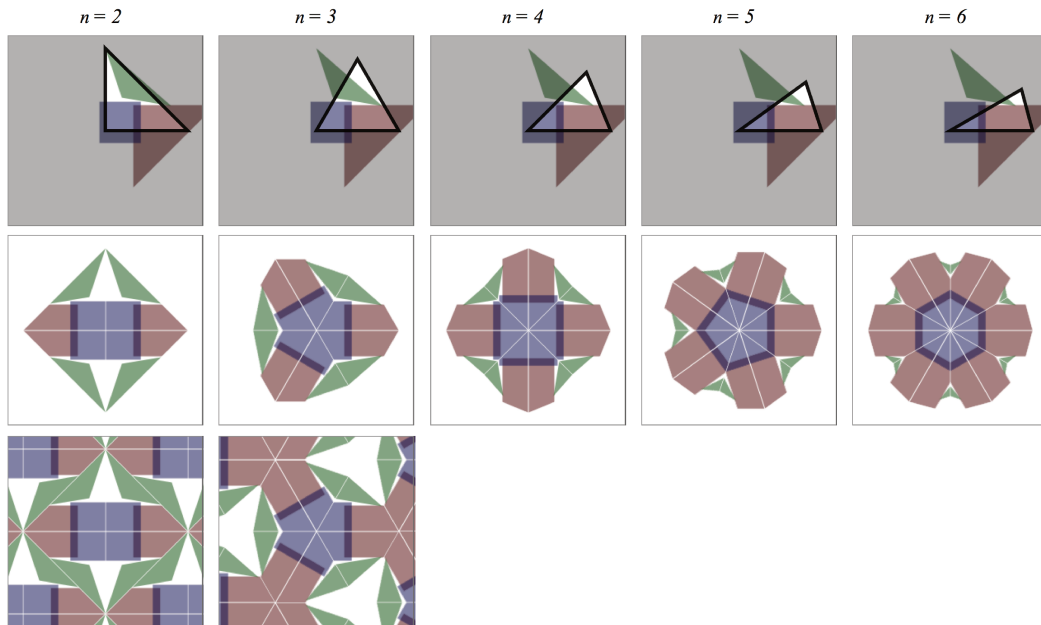 n = 2 n = 3 n = 4 n = 5 n = 6